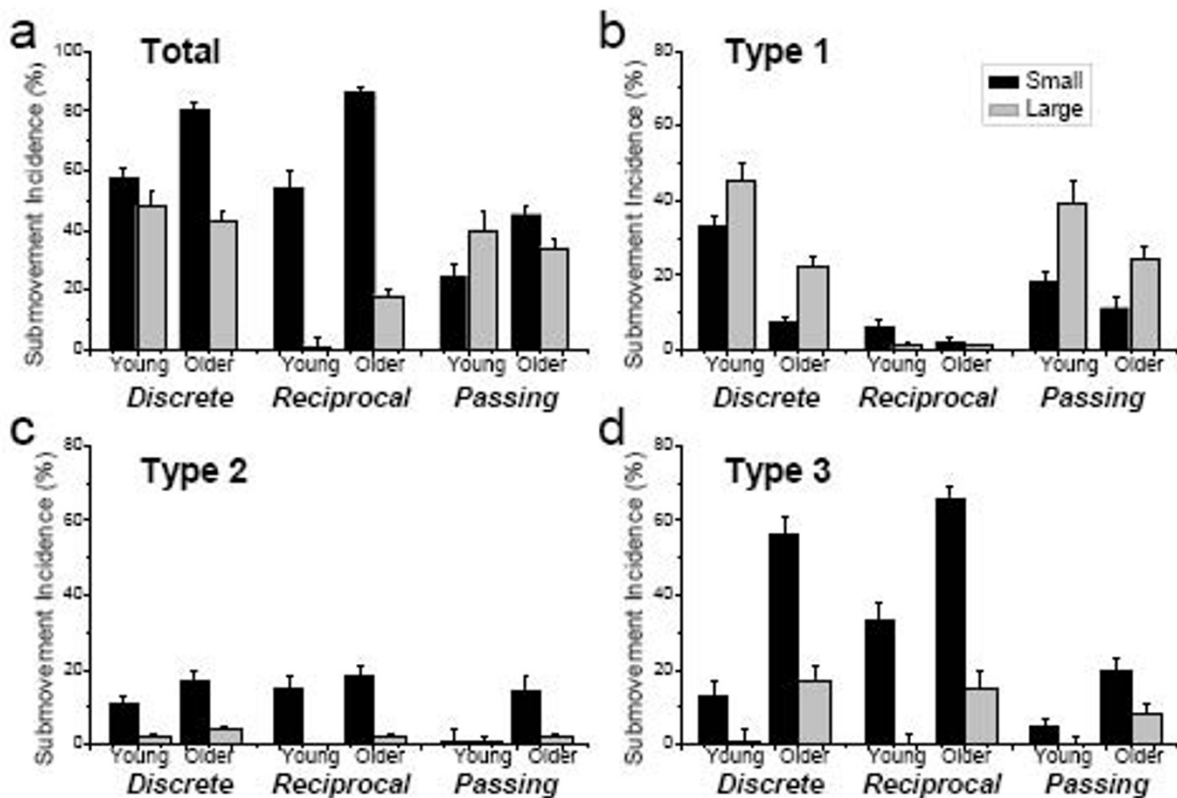 a
Total
Submovement Incidence (%)
100
80
60
40
20
0
Young Older Young Older Young Older
Discrete Reciprocal Passing
b
Type 1
Small
Large
Submovement Incidence (%)
80
60
40
20
0
Young Older Young Older Young Older
Discrete Reciprocal Passing
c
Type 2
Submovement Incidence (%)
80
60
40
20
0
Young Older Young Older Young Older
Discrete Reciprocal Passing
d
Type 3
Submovement Incidence (%)
80
60
40
20
0
Young Older Young Older Young Older
Discrete Reciprocal Passing